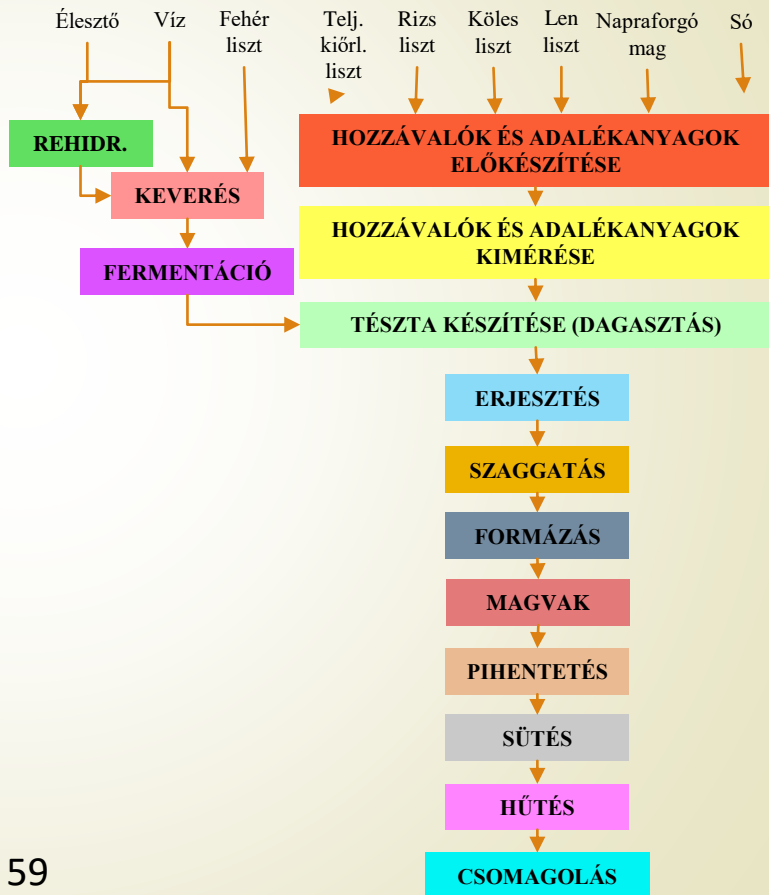 Élesztő
Víz
Fehér
liszt
Telj.
kiőrl.
liszt
Rizs
liszt
Köles
liszt
Len
liszt
Napraforgó
mag
Só
REHIDR.
KEVERÉS
FERMENTÁCIÓ
HOZZÁVALÓK ÉS ADALÉKANYAGOK
ELŐKÉSZÍTÉSE
HOZZÁVALÓK ÉS ADALÉKANYAGOK
KIMÉRÉSE
TÉSZTA KÉSZÍTÉSE (DAGASZTÁS)
ERJESZTÉS
SZAGGATÁS
FORMÁZÁS
MAGVAK
PIHENTETÉS
SÜTÉS
HŰTÉS
CSOMAGOLÁS
59